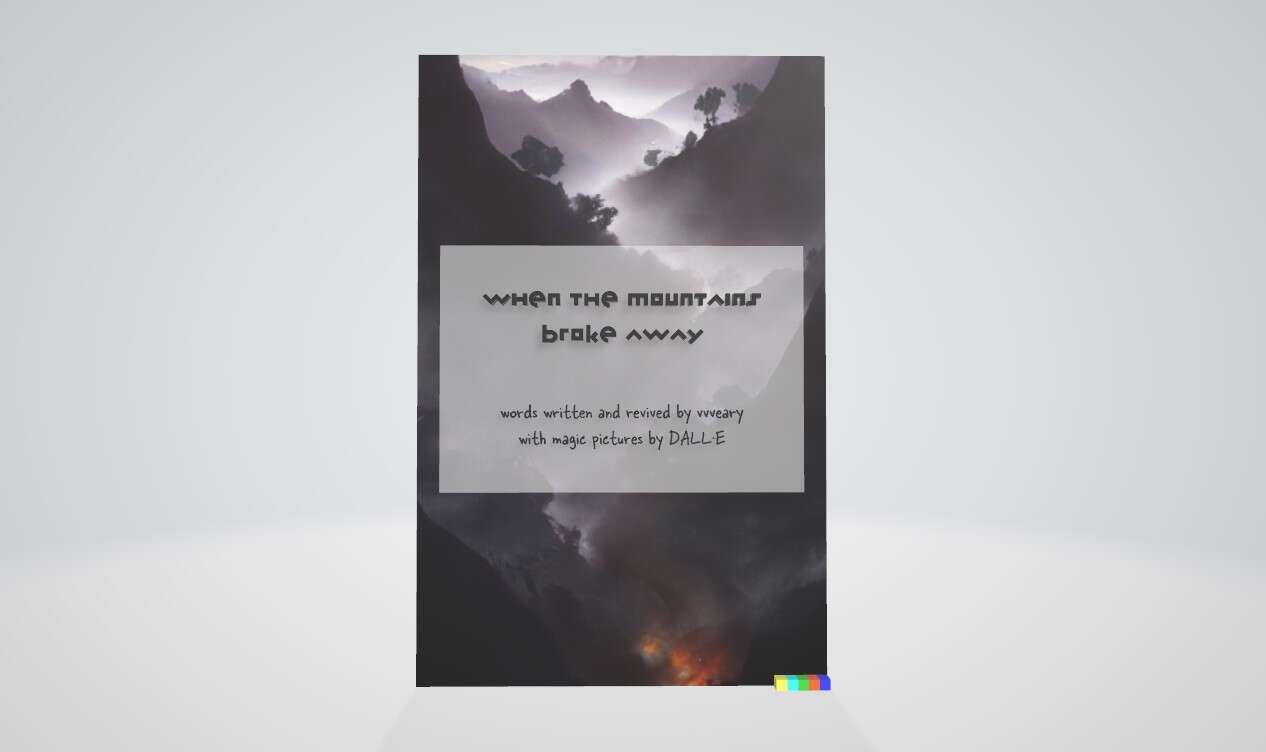 when the mountains
broke away
words written and revived by vvveary
with magic pictures by DALL·E